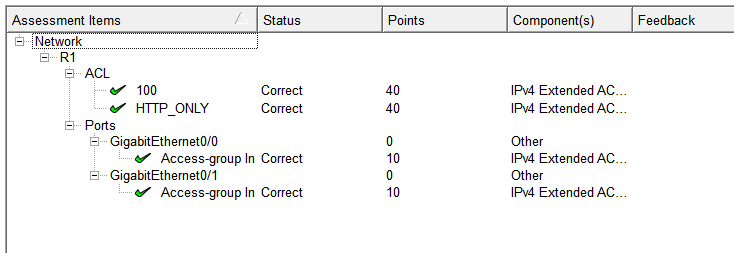 Assessment Items Status Points Component(s) Feedback
Network
R1
ACL
100 Correct 40 IPv4 Extended AC...
HTTP_ONLY Correct 40 IPv4 Extended AC...
Ports
GigabitEthernet0/0 0 Other
Access-group In Correct 10 IPv4 Extended AC...
GigabitEthernet0/1 0 Other
Access-group In Correct 10 IPv4 Extended AC...